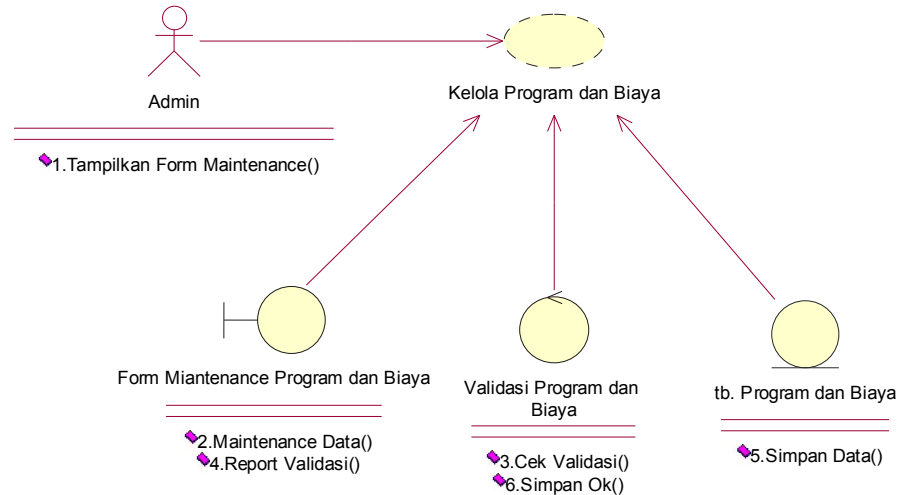 Admin
Kelola Program dan Biaya
1.Tampilkan Form Maintenance()
Form Miantenance Program dan Biaya
2.Maintenance Data()
4.Report Validasi()
Validasi Program dan
Biaya
3.Cek Validasi()
6.Simpan Ok()
tb. Program dan Biaya
5.Simpan Data()